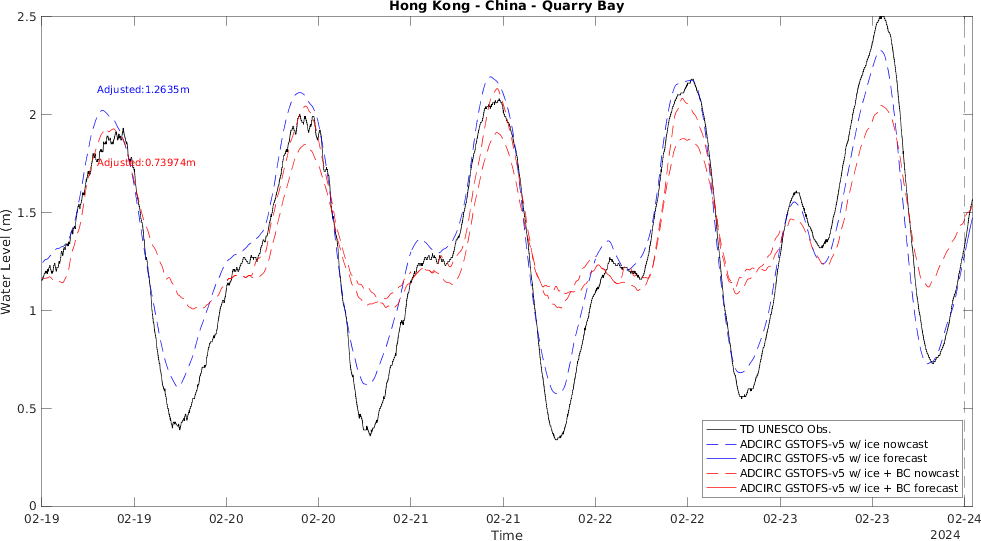 Hong Kong - China - Quarry Bay
2.5
Adjusted:1.2635m
2
Adjusted:0.73974m
1.5
Water Level (m)
1
0.5
TD UNESCO Obs.
ADCIRC GSTOFS-v5 w/ ice nowcast
ADCIRC GSTOFS-v5 w/ ice forecast
ADCIRC GSTOFS-v5 w/ ice + BC nowcast
ADCIRC GSTOFS-v5 w/ ice + BC forecast
0
02-19 02-19 02-20 02-20 02-21 02-21 02-22 02-22 02-23 02-23 02-24
Time 2024